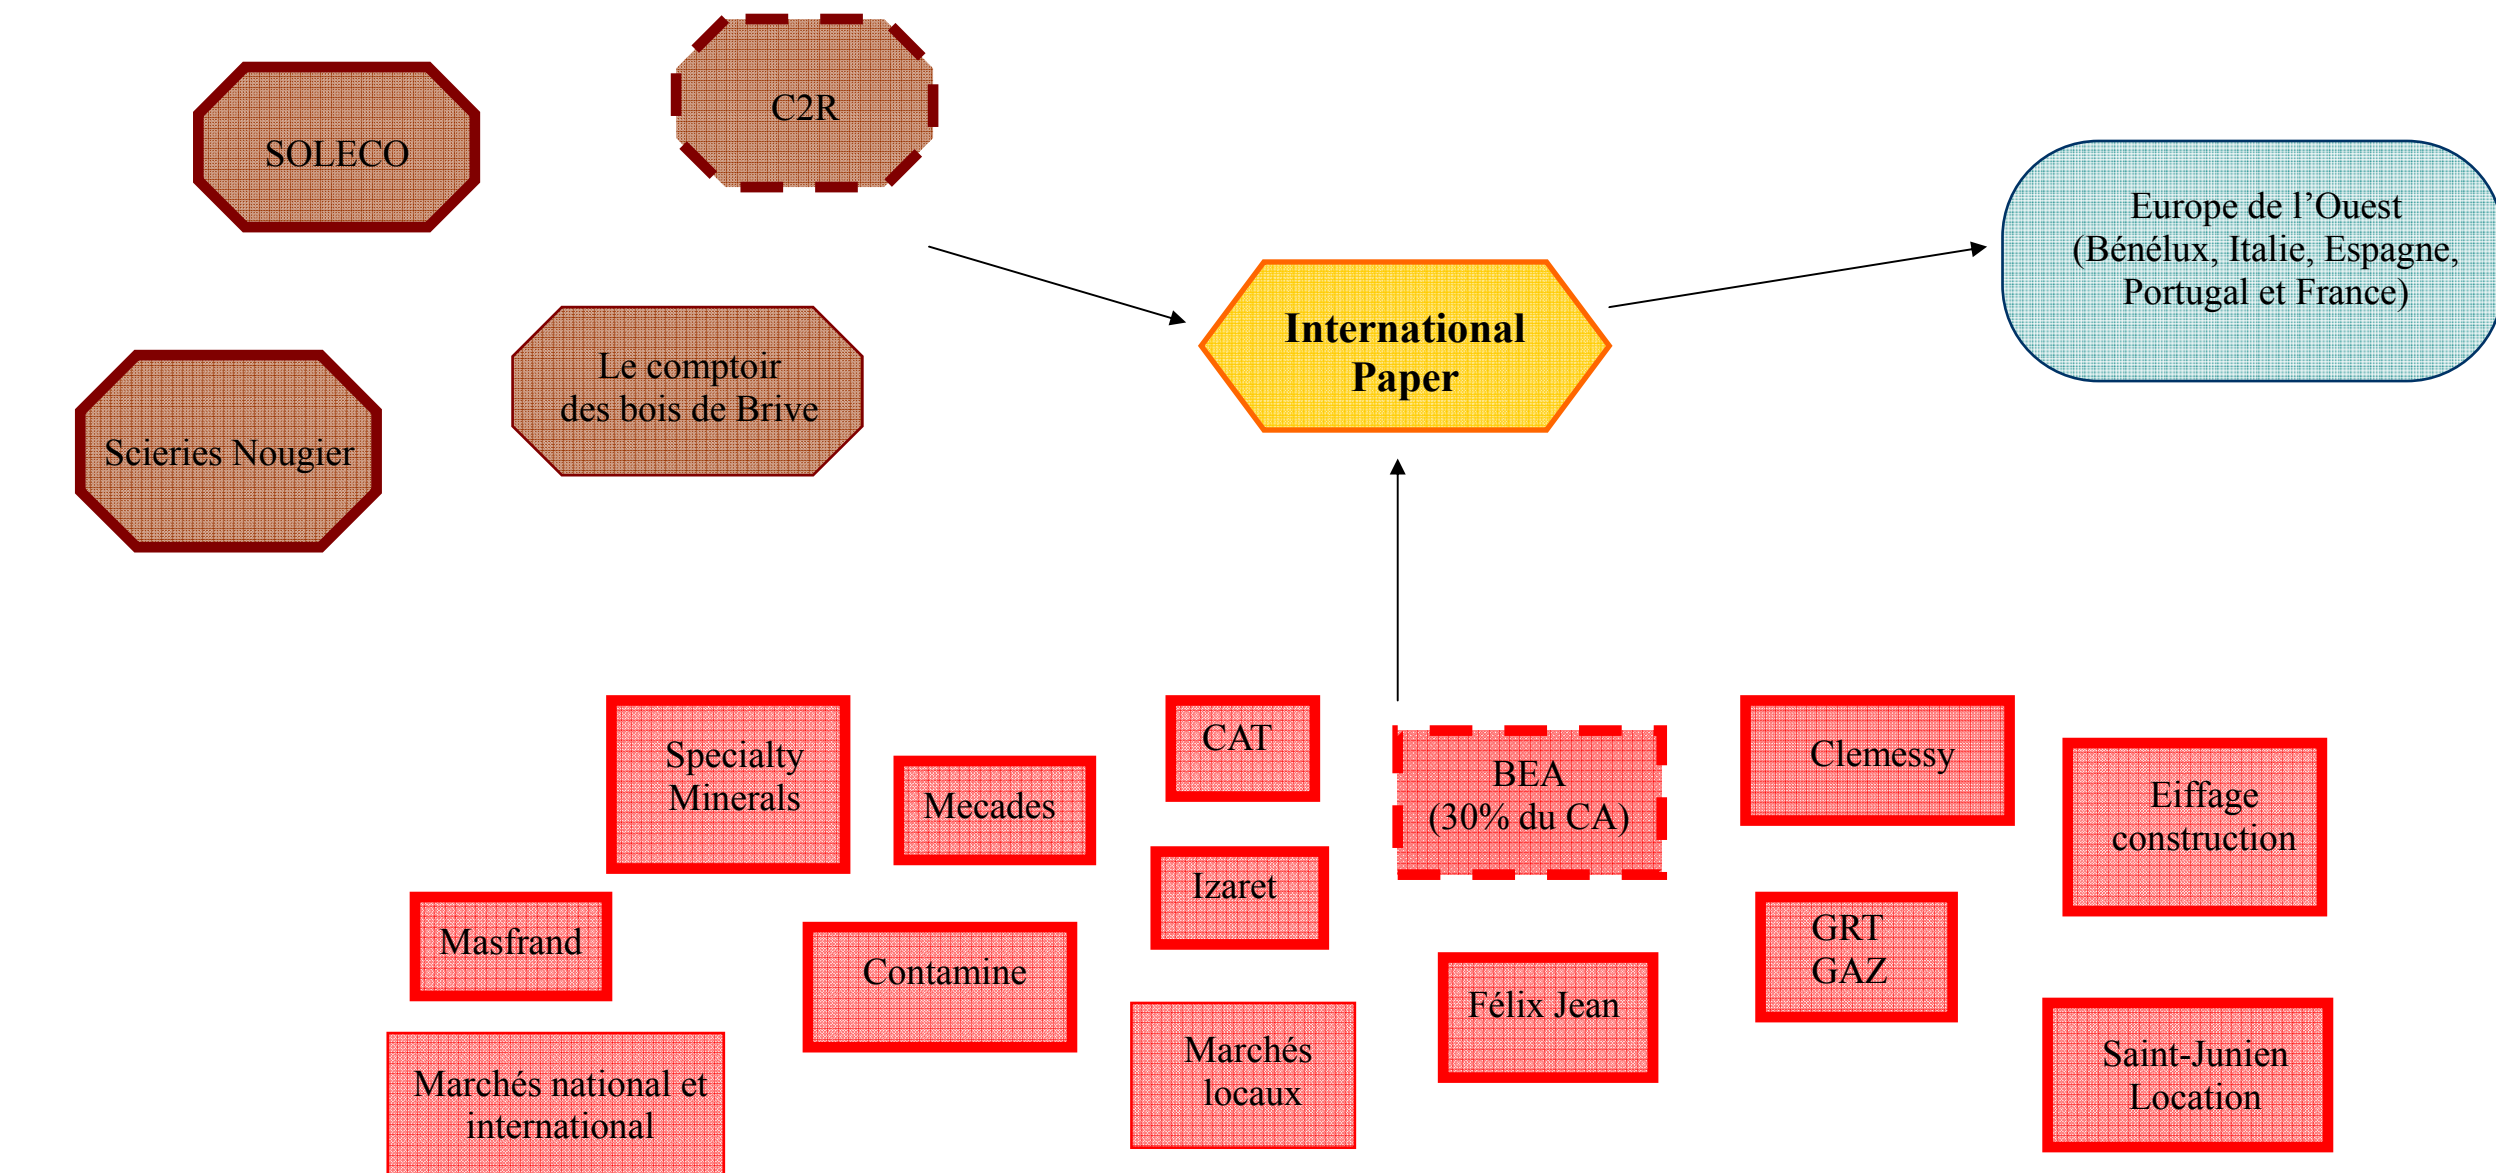 C2R
SOLECO
Europe de l’Ouest
(Bénélux, Italie, Espagne,
Portugal et France)
International
Paper
Le comptoir
des bois de Brive
Scieries Nougier
Specialty
Minerals
Mecades
CAT
BEA
(30% du CA)
Clemessy
Eiffage
construction
Izaret
Masfrand
Contamine
GRT
GAZ
Félix Jean
Marchés
locaux
Saint-Junien
Location
Marchés national et
international